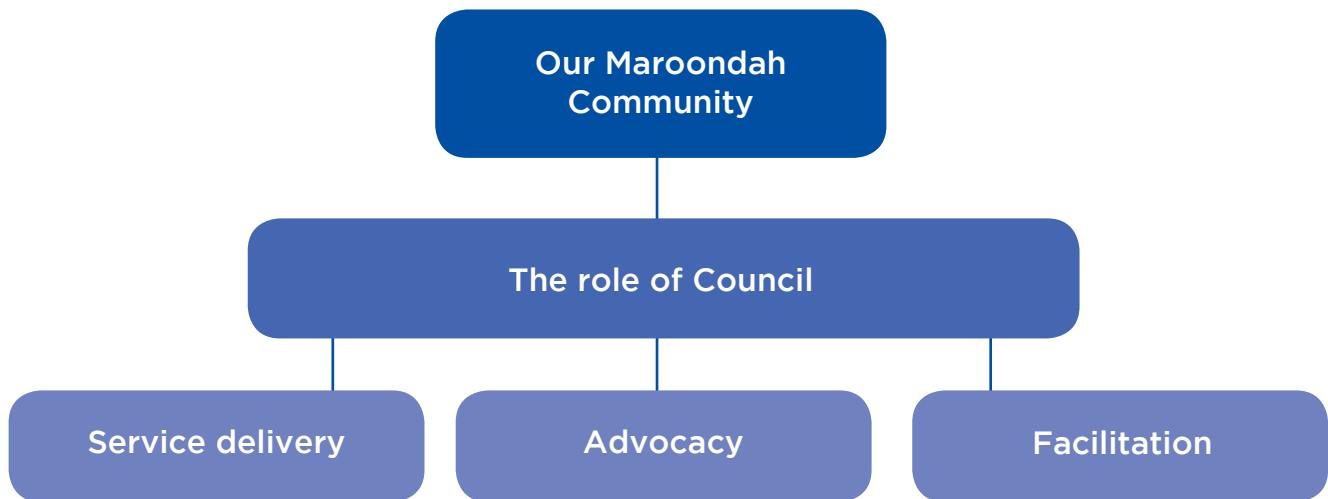 Our Maroondah
Community
The role of Council
Service delivery
Advocacy
Facilitation